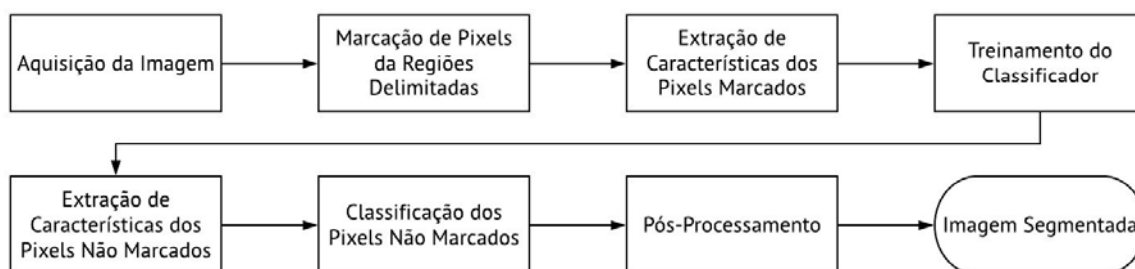 Aquisição da Imagem
Marcação de Pixels
da Regiões
Delimitadas
Extração de
Características dos
Pixels Marcados
Treinamento do
Classificador
Extração de
Características dos
Pixels Não Marcados
Classificação dos
Pixels Não Marcados
Pós-Processamento
Imagem Segmentada